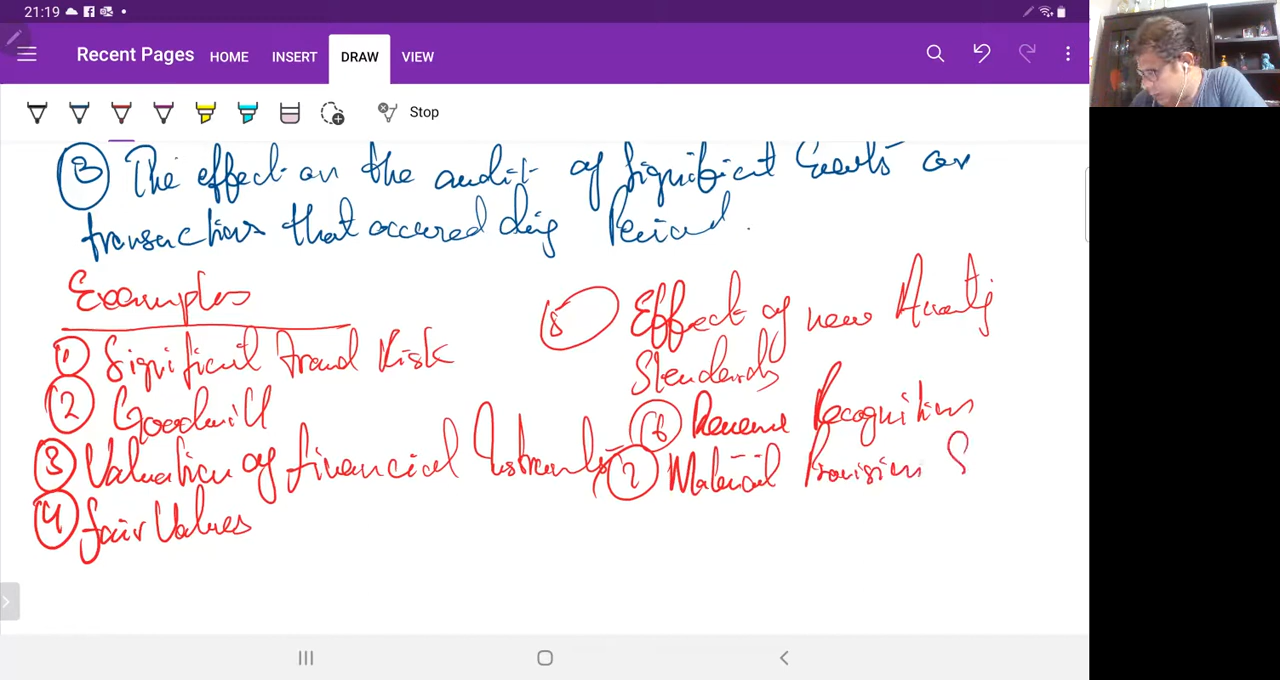 21:19
Recent Pages HOME INSERT DRAW VIEW
Stop
3 The effect on the audit of Significant Events or
transactions that occured during Period.
Examples
1 Significant Fraud Risk
2 Goodwill
3 Valuation of financial Instruments
4 fair Values
5 Effect of new
Standards
6 Revenue Recognition
7 Material Provisions